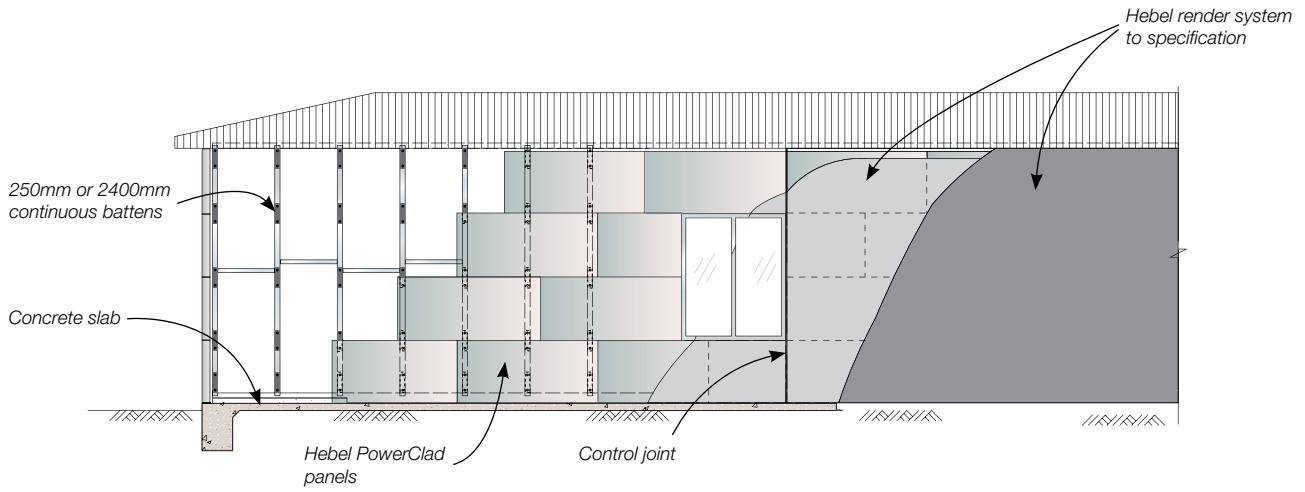 Hebel render system
to specification
250mm or 2400mm
continuous battens
Concrete slab
Hebel PowerClad
panels
Control joint